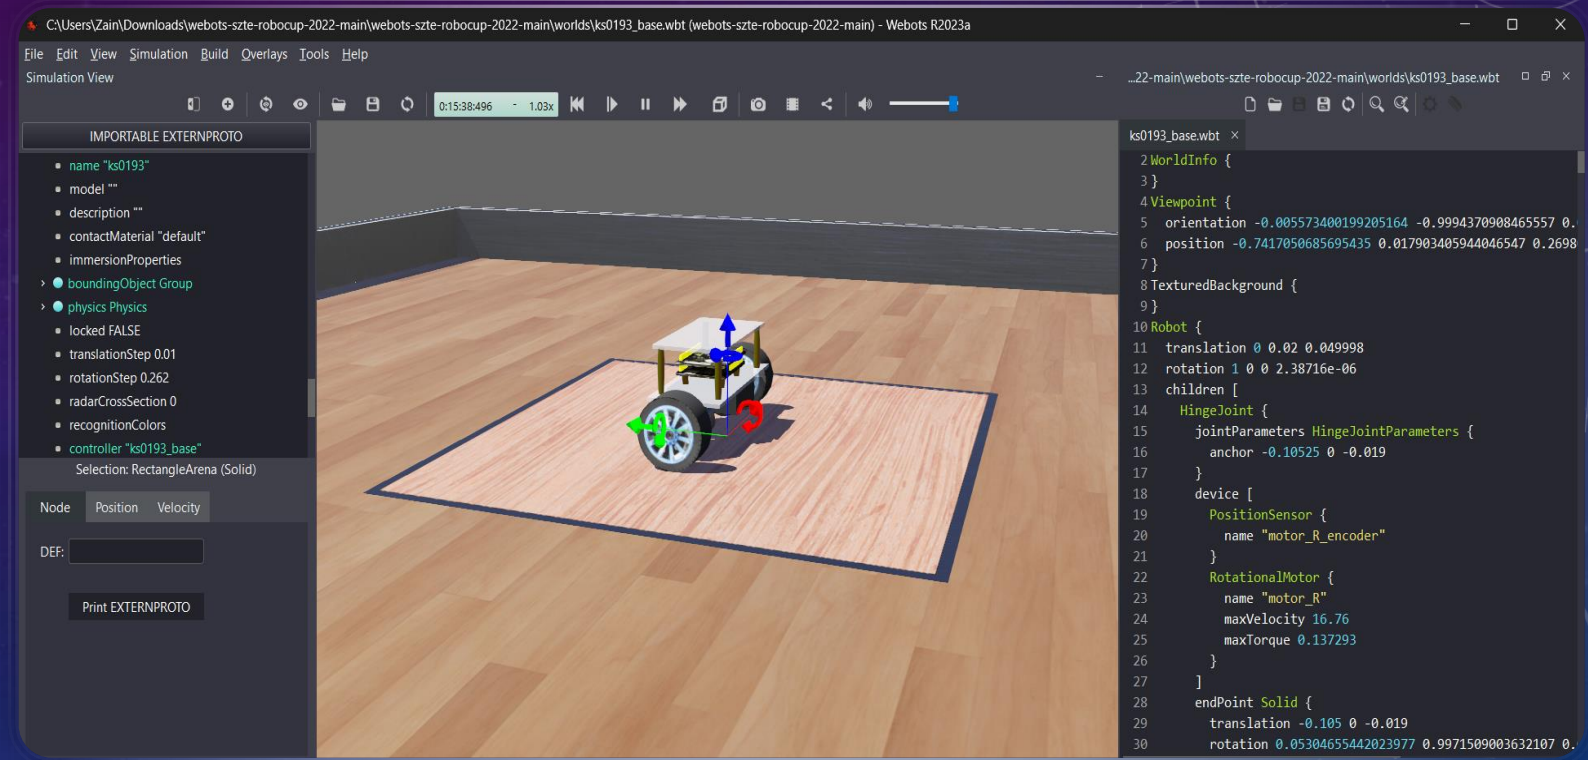 C:\Users\Zain\Downloads\webots-szte-robocup-2022-main\webots-szte-robocup-2022-main\worlds\ks0193_base.wbt (webots-szte-robocup-2022-main) - Webots R2023a
File Edit View Simulation Build Overlays Tools Help
Simulation View
0:15:38:496 - 1.03x
IMPORTABLE EXTERNPROTO
name "ks0193"
model ""
description ""
contactMaterial "default"
immersionProperties
boundingObject Group
physics Physics
locked FALSE
translationStep 0.01
rotationStep 0.262
radarCrossSection 0
recognitionColors
controller "ks0193_base"
Selection: RectangleArena (Solid)
Node Position Velocity
DEF:
Print EXTERNPROTO
...22-main\webots-szte-robocup-2022-main\worlds\ks0193_base.wbt
ks0193_base.wbt
2 WorldInfo {
3 }
4 Viewpoint {
5 orientation -0.005573400199205164 -0.9994370908465557 0.
6 position -0.7417050685695435 0.017903405944046547 0.2698
7 }
8 TexturedBackground {
9 }
10 Robot {
11 translation 0 0.02 0.049998
12 rotation 1 0 0 2.38716e-06
13 children [
14 HingeJoint {
15 jointParameters HingeJointParameters {
16 anchor -0.10525 0 -0.019
17 }
18 device [
19 PositionSensor {
20 name "motor_R_encoder"
21 }
22 RotationalMotor {
23 name "motor_R"
24 maxVelocity 16.76
25 maxTorque 0.137293
26 }
27 ]
28 endPoint Solid {
29 translation -0.105 0 -0.019
30 rotation 0.05304655442023977 0.9971509003632107 0.